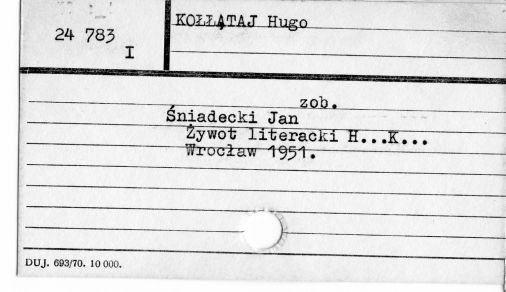 24 783
I
KOŁŁĄTAJ Hugo
zob.
Śniadecki Jan
Żywot literacki H...K...
Wrocław 1951.
DUJ. 693/70. 10 000.